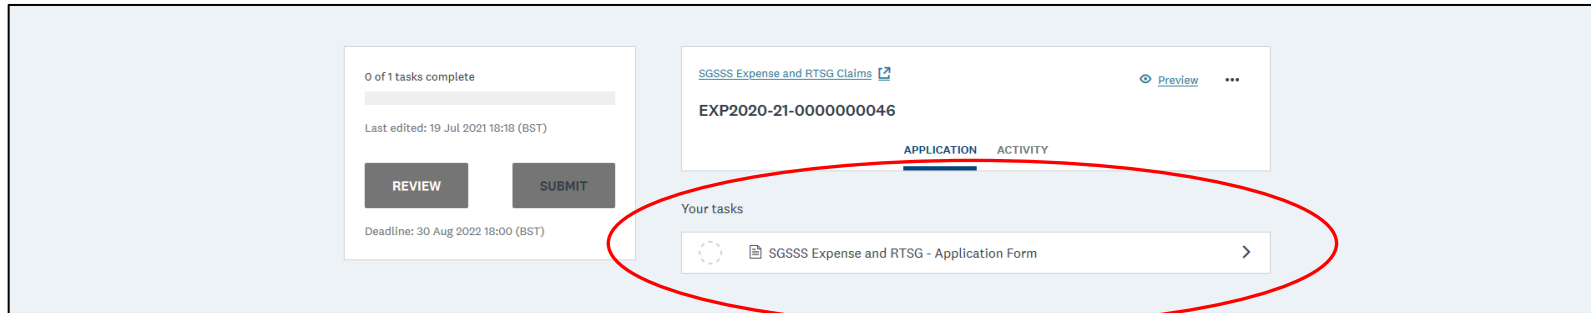 0 of 1 tasks complete
Last edited: 19 Jul 2021 18:18 (BST)
REVIEW
SUBMIT
Deadline: 30 Aug 2022 18:00 (BST)
SGSSS Expense and RTSG Claims
Preview
EXP2020-21-0000000046
APPLICATION ACTIVITY
Your tasks
SGSSS Expense and RTSG - Application Form